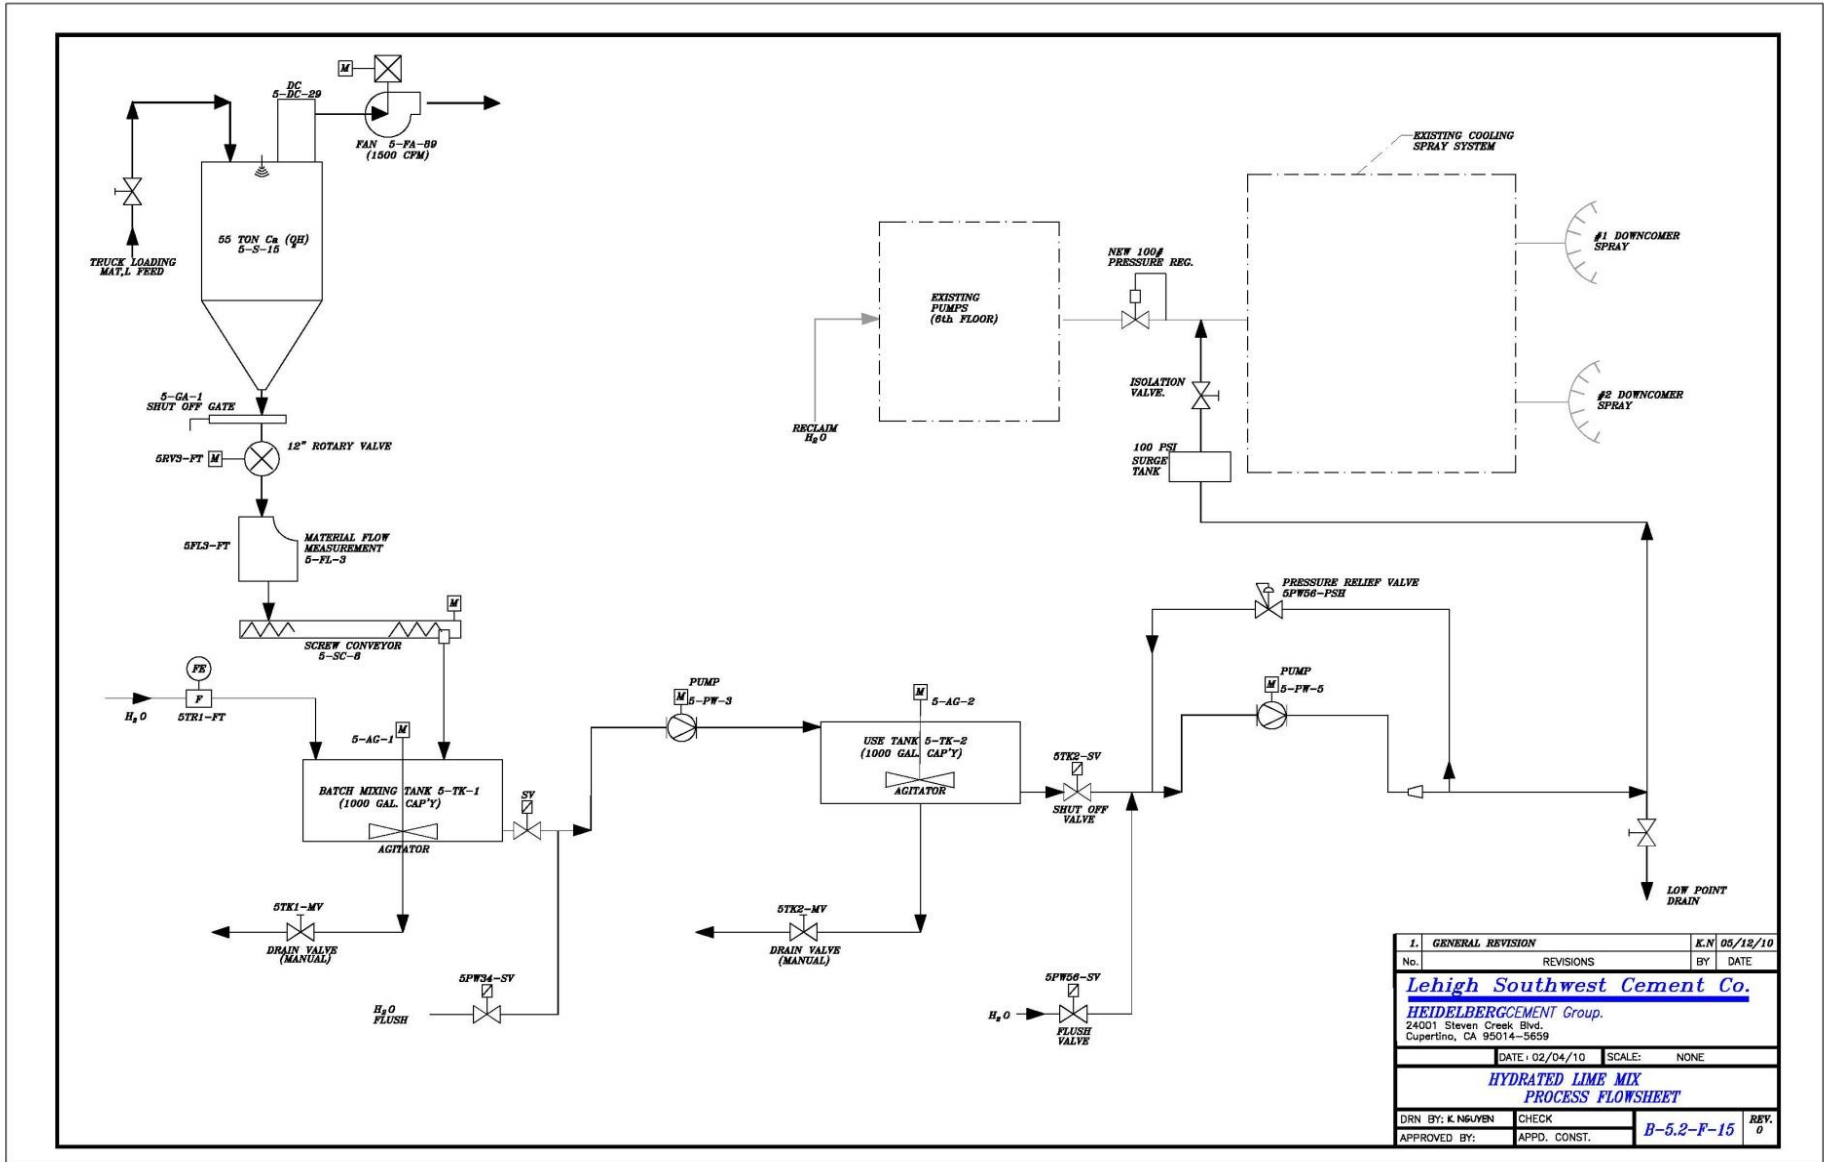 DC
5-DC-29
M
FAN 5-FA-89
(1500 CFM)
55 TON Ca (OH)2
5-S-15
TRUCK LOADING
MAT,L FEED
5-GA-1
SHUT OFF GATE
12" ROTARY VALVE
5RV3-FT
M
5FL3-FT
MATERIAL FLOW
MEASUREMENT
5-FL-3
M
SCREW CONVEYOR
5-SC-8
FE
F
H2O
5TR1-FT
5-AG-1
M
BATCH MIXING TANK 5-TK-1
(1000 GAL. CAP'Y)
AGITATOR
SV
5TK1-MV
DRAIN VALVE
(MANUAL)
5PW34-SV
H2O
FLUSH
PUMP
M
5-PW-3
M
5-AG-2
USE TANK 5-TK-2
(1000 GAL. CAP'Y)
AGITATOR
5TK2-MV
DRAIN VALVE
(MANUAL)
5TK2-SV
SHUT OFF
VALVE
5PW56-SV
H2O
FLUSH
VALVE
PRESSURE RELIEF VALVE
5PW56-PSH
PUMP
M
5-PW-5
LOW POINT
DRAIN
EXISTING COOLING
SPRAY SYSTEM
EXISTING
PUMPS
(6th FLOOR)
RECLAIM
H2O
NEW 100#
PRESSURE REG.
ISOLATION
VALVE.
100 PSI
SURGE
TANK
#1 DOWNCOMER
SPRAY
#2 DOWNCOMER
SPRAY
1. GENERAL REVISION K.N 05/12/10
No. REVISIONS BY DATE
Lehigh Southwest Cement Co.
HEIDELBERGCEMENT Group.
24001 Steven Creek Blvd.
Cupertino, CA 95014-5659
DATE: 02/04/10 SCALE: NONE
HYDRATED LIME MIX
PROCESS FLOWSHEET
DRN BY: K. NGUYEN CHECK
APPROVED BY: APPD. CONST.
B-5.2-F-15
REV.
0